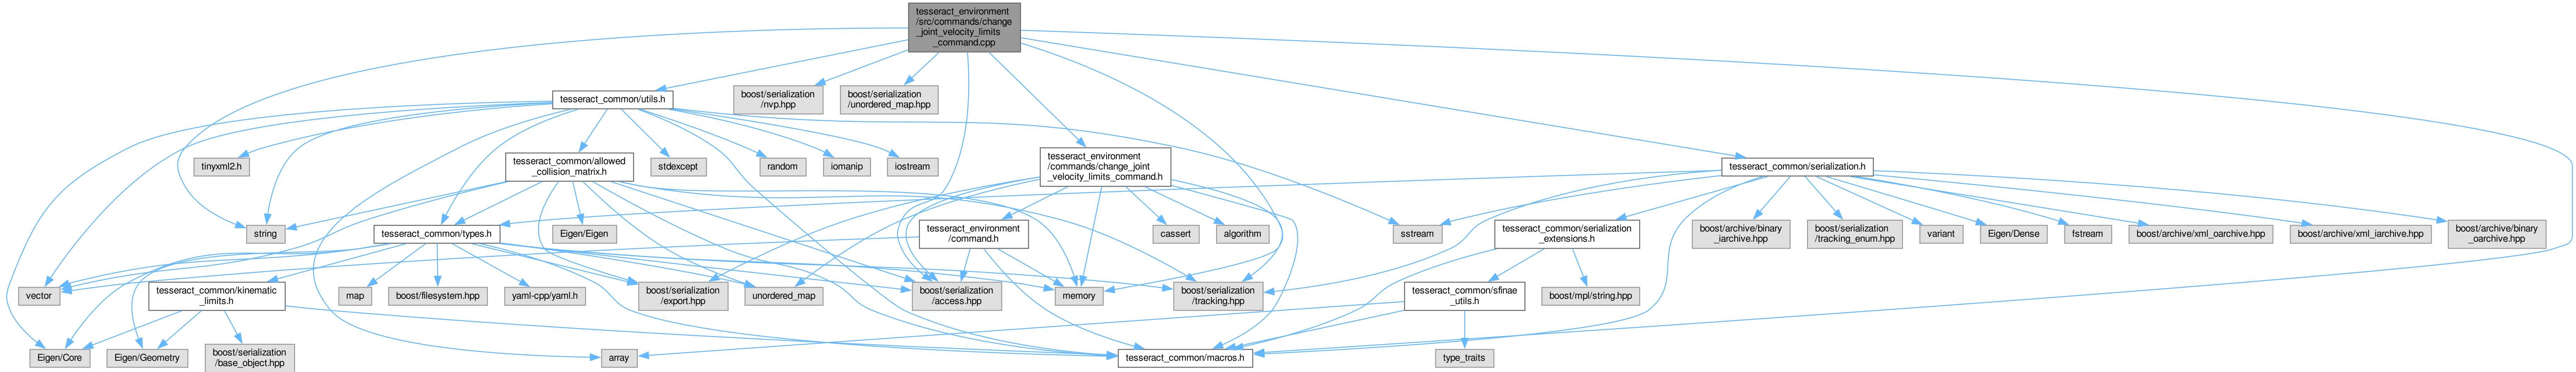 tesseract_environment
/src/commands/change
_joint_velocity_limits
_command.cpp
tesseract_common/utils.h
boost/serialization
/nvp.hpp
boost/serialization
/unordered_map.hpp
tinyxml2.h
tesseract_common/allowed
_collision_matrix.h
stdexcept
random
iomanip
iostream
tesseract_environment
/commands/change_joint
_velocity_limits_command.h
tesseract_common/serialization.h
string
tesseract_common/types.h
Eigen/Eigen
tesseract_environment
/command.h
cassert
algorithm
sstream
tesseract_common/serialization
_extensions.h
boost/archive/binary
_iarchive.hpp
boost/serialization
/tracking_enum.hpp
variant
Eigen/Dense
fstream
boost/archive/xml_oarchive.hpp
boost/archive/xml_iarchive.hpp
boost/archive/binary
_oarchive.hpp
vector
tesseract_common/kinematic
_limits.h
map
boost/filesystem.hpp
yaml-cpp/yaml.h
boost/serialization
/export.hpp
unordered_map
boost/serialization
/access.hpp
memory
boost/serialization
/tracking.hpp
tesseract_common/sfinae
_utils.h
boost/mpl/string.hpp
Eigen/Core
Eigen/Geometry
boost/serialization
/base_object.hpp
array
tesseract_common/macros.h
type_traits